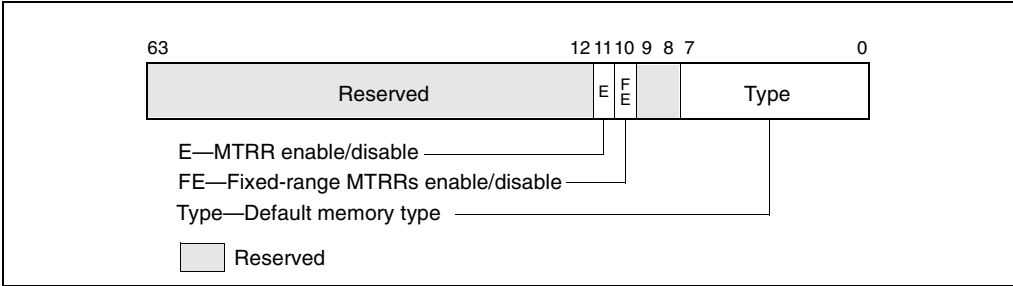 63 12 11 10 9 8 7 0
Reserved E FE Type
E—MTRR enable/disable
FE—Fixed-range MTRRs enable/disable
Type—Default memory type
Reserved